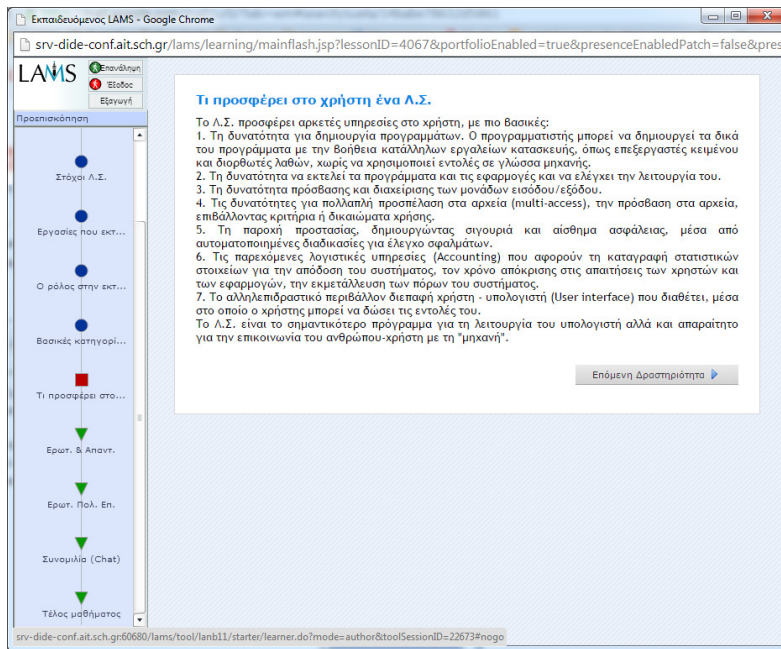 Εκπαιδευόμενος LAMS - Google Chrome
srv-dide-conf.ait.sch.gr/lams/learning/mainflash.jsp?lessonID=4067&portfolioEnabled=true&presenceEnabledPatch=false&pres
LAMS
Επανάληψη
Έξοδος
Εξαγωγή
Προεπισκόπηση
Στόχοι Λ.Σ.
Εργασίες που εκτ...
Ο ρόλος στην εκτ...
Βασικές κατηγορί...
Τι προσφέρει στο...
Ερωτ. & Απαντ.
Ερωτ. Πολ. Επ.
Συνομιλία (Chat)
Τέλος μαθήματος
Τι προσφέρει στο χρήστη ένα Λ.Σ.
Το Λ.Σ. προσφέρει αρκετές υπηρεσίες στο χρήστη, με πιο βασικές:
1. Τη δυνατότητα για δημιουργία προγραμμάτων. Ο προγραμματιστής μπορεί να δημιουργεί τα δικά
του προγράμματα με την βοήθεια κατάλληλων εργαλείων κατασκευής, όπως επεξεργαστές κειμένου
και διορθωτές λαθών, χωρίς να χρησιμοποιεί εντολές σε γλώσσα μηχανής.
2. Τη δυνατότητα να εκτελεί τα προγράμματα και τις εφαρμογές και να ελέγχει την λειτουργία του.
3. Τη δυνατότητα πρόσβασης και διαχείρισης των μονάδων εισόδου/εξόδου.
4. Τις δυνατότητες για πολλαπλή προσπέλαση στα αρχεία (multi-access), την πρόσβαση στα αρχεία,
επιβάλλοντας κριτήρια ή δικαιώματα χρήσης.
5. Τη παροχή προστασίας, δημιουργώντας σιγουριά και αίσθημα ασφάλειας, μέσα από
αυτοματοποιημένες διαδικασίες για έλεγχο σφαλμάτων.
6. Τις παρεχόμενες λογιστικές υπηρεσίες (Accounting) που αφορούν τη καταγραφή στατιστικών
στοιχείων για την απόδοση του συστήματος, τον χρόνο απόκρισης στις απαιτήσεις των χρηστών και
των εφαρμογών, την εκμετάλλευση των πόρων του συστήματος.
7. Το αλληλεπιδραστικό περιβάλλον διεπαφή χρήστη - υπολογιστή (User interface) που διαθέτει, μέσα
στο οποίο ο χρήστης μπορεί να δώσει τις εντολές του.
Το Λ.Σ. είναι το σημαντικότερο πρόγραμμα για τη λειτουργία του υπολογιστή αλλά και απαραίτητο
για την επικοινωνία του ανθρώπου-χρήστη με τη "μηχανή".
Επόμενη Δραστηριότητα
srv-dide-conf.ait.sch.gr:60680/lams/tool/lanb11/starter/learner.do?mode=author&toolSessionID=22673#nogo